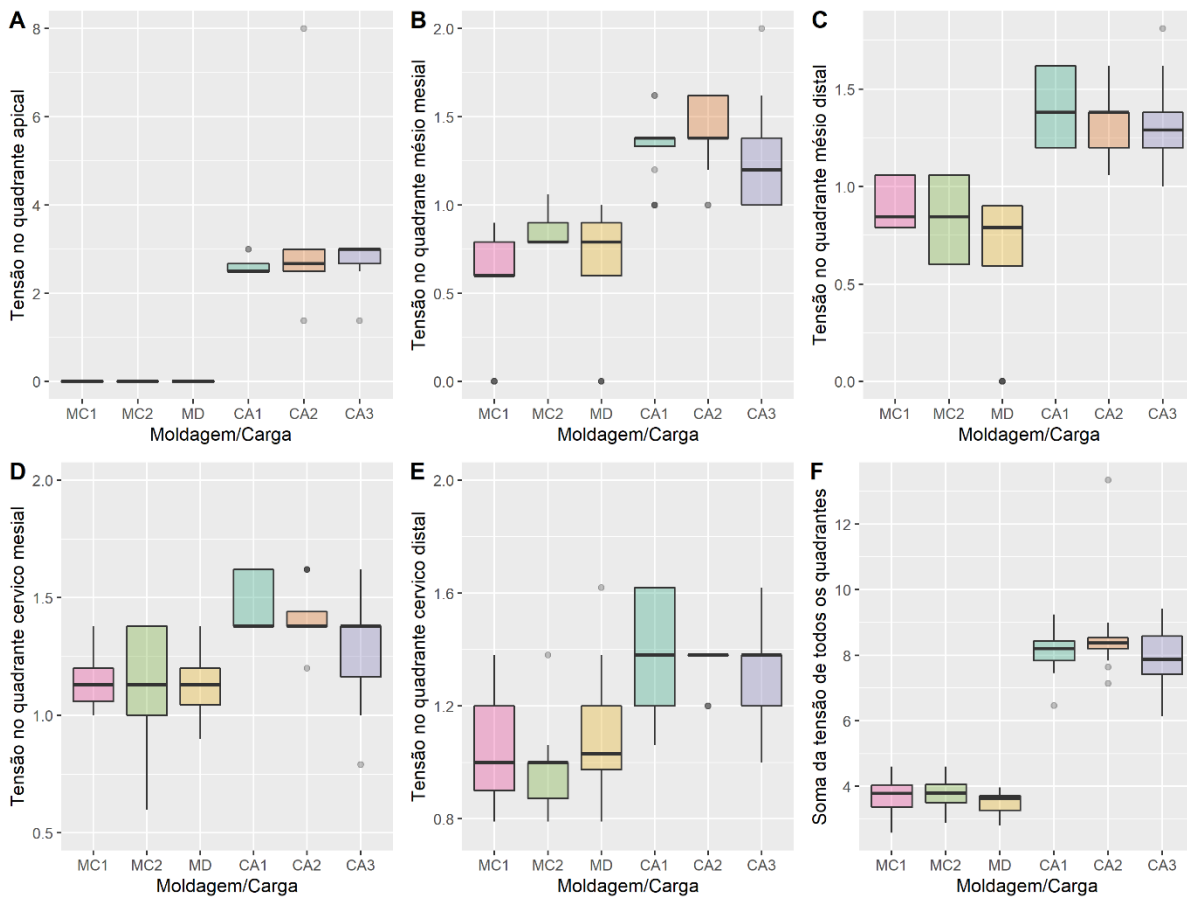 A
Tensão no quadrante apical
8
6
4
2
0
MC1 MC2 MD CA1 CA2 CA3
Moldagem/Carga
B
Tensão no quadrante mésio mesial
2.0
1.5
1.0
0.5
0.0
MC1 MC2 MD CA1 CA2 CA3
Moldagem/Carga
C
Tensão no quadrante mésio distal
1.5
1.0
0.5
0.0
MC1 MC2 MD CA1 CA2 CA3
Moldagem/Carga
D
Tensão no quadrante cervico mesial
2.0
1.5
1.0
0.5
MC1 MC2 MD CA1 CA2 CA3
Moldagem/Carga
E
Tensão no quadrante cervico distal
2.0
1.6
1.2
0.8
MC1 MC2 MD CA1 CA2 CA3
Moldagem/Carga
F
Soma da tensão de todos os quadrantes
12
10
8
6
4
MC1 MC2 MD CA1 CA2 CA3
Moldagem/Carga